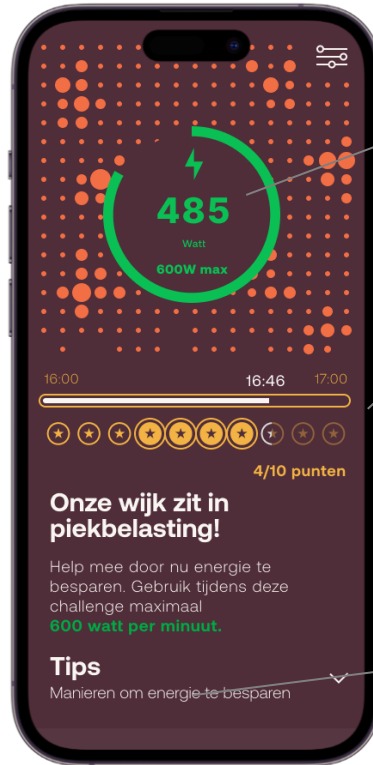 485
Watt
600W max
16:00 16:46 17:00
4/10 punten
Onze wijk zit in
piekbelasting!
Help mee door nu energie te
besparen. Gebruik tijdens deze
challenge maximaal
600 watt per minuut.
Tips
Manieren om energie te besparen